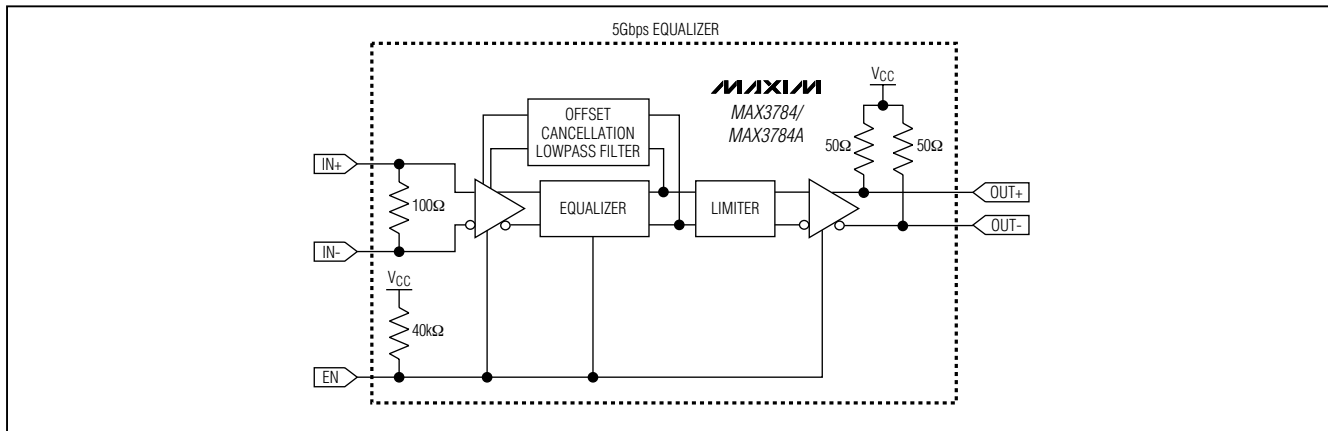 5Gbps EQUALIZER
MAXIM
MAX3784/
MAX3784A
VCC
50Ω
50Ω
OFFSET
CANCELLATION
LOWPASS FILTER
IN+
100Ω
IN-
EQUALIZER
LIMITER
OUT+
OUT-
VCC
40kΩ
EN